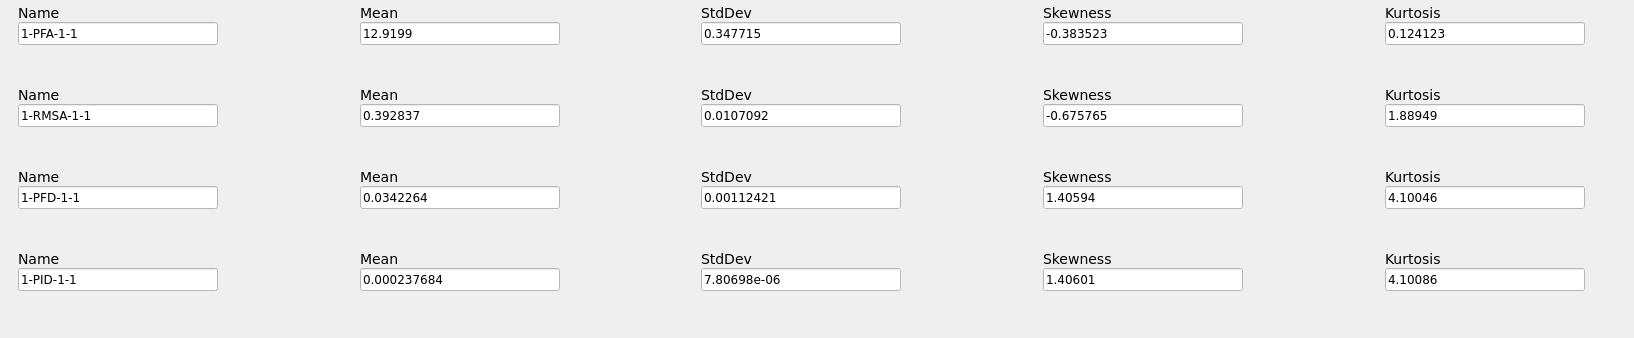 Name Mean StdDev Skewness Kurtosis
1-PFA-1-1 12.9199 0.347715 -0.383523 0.124123
Name Mean StdDev Skewness Kurtosis
1-RMSA-1-1 0.392837 0.0107092 -0.675765 1.88949
Name Mean StdDev Skewness Kurtosis
1-PFD-1-1 0.0342264 0.00112421 1.40594 4.10046
Name Mean StdDev Skewness Kurtosis
1-PID-1-1 0.000237684 7.80698e-06 1.40601 4.10086